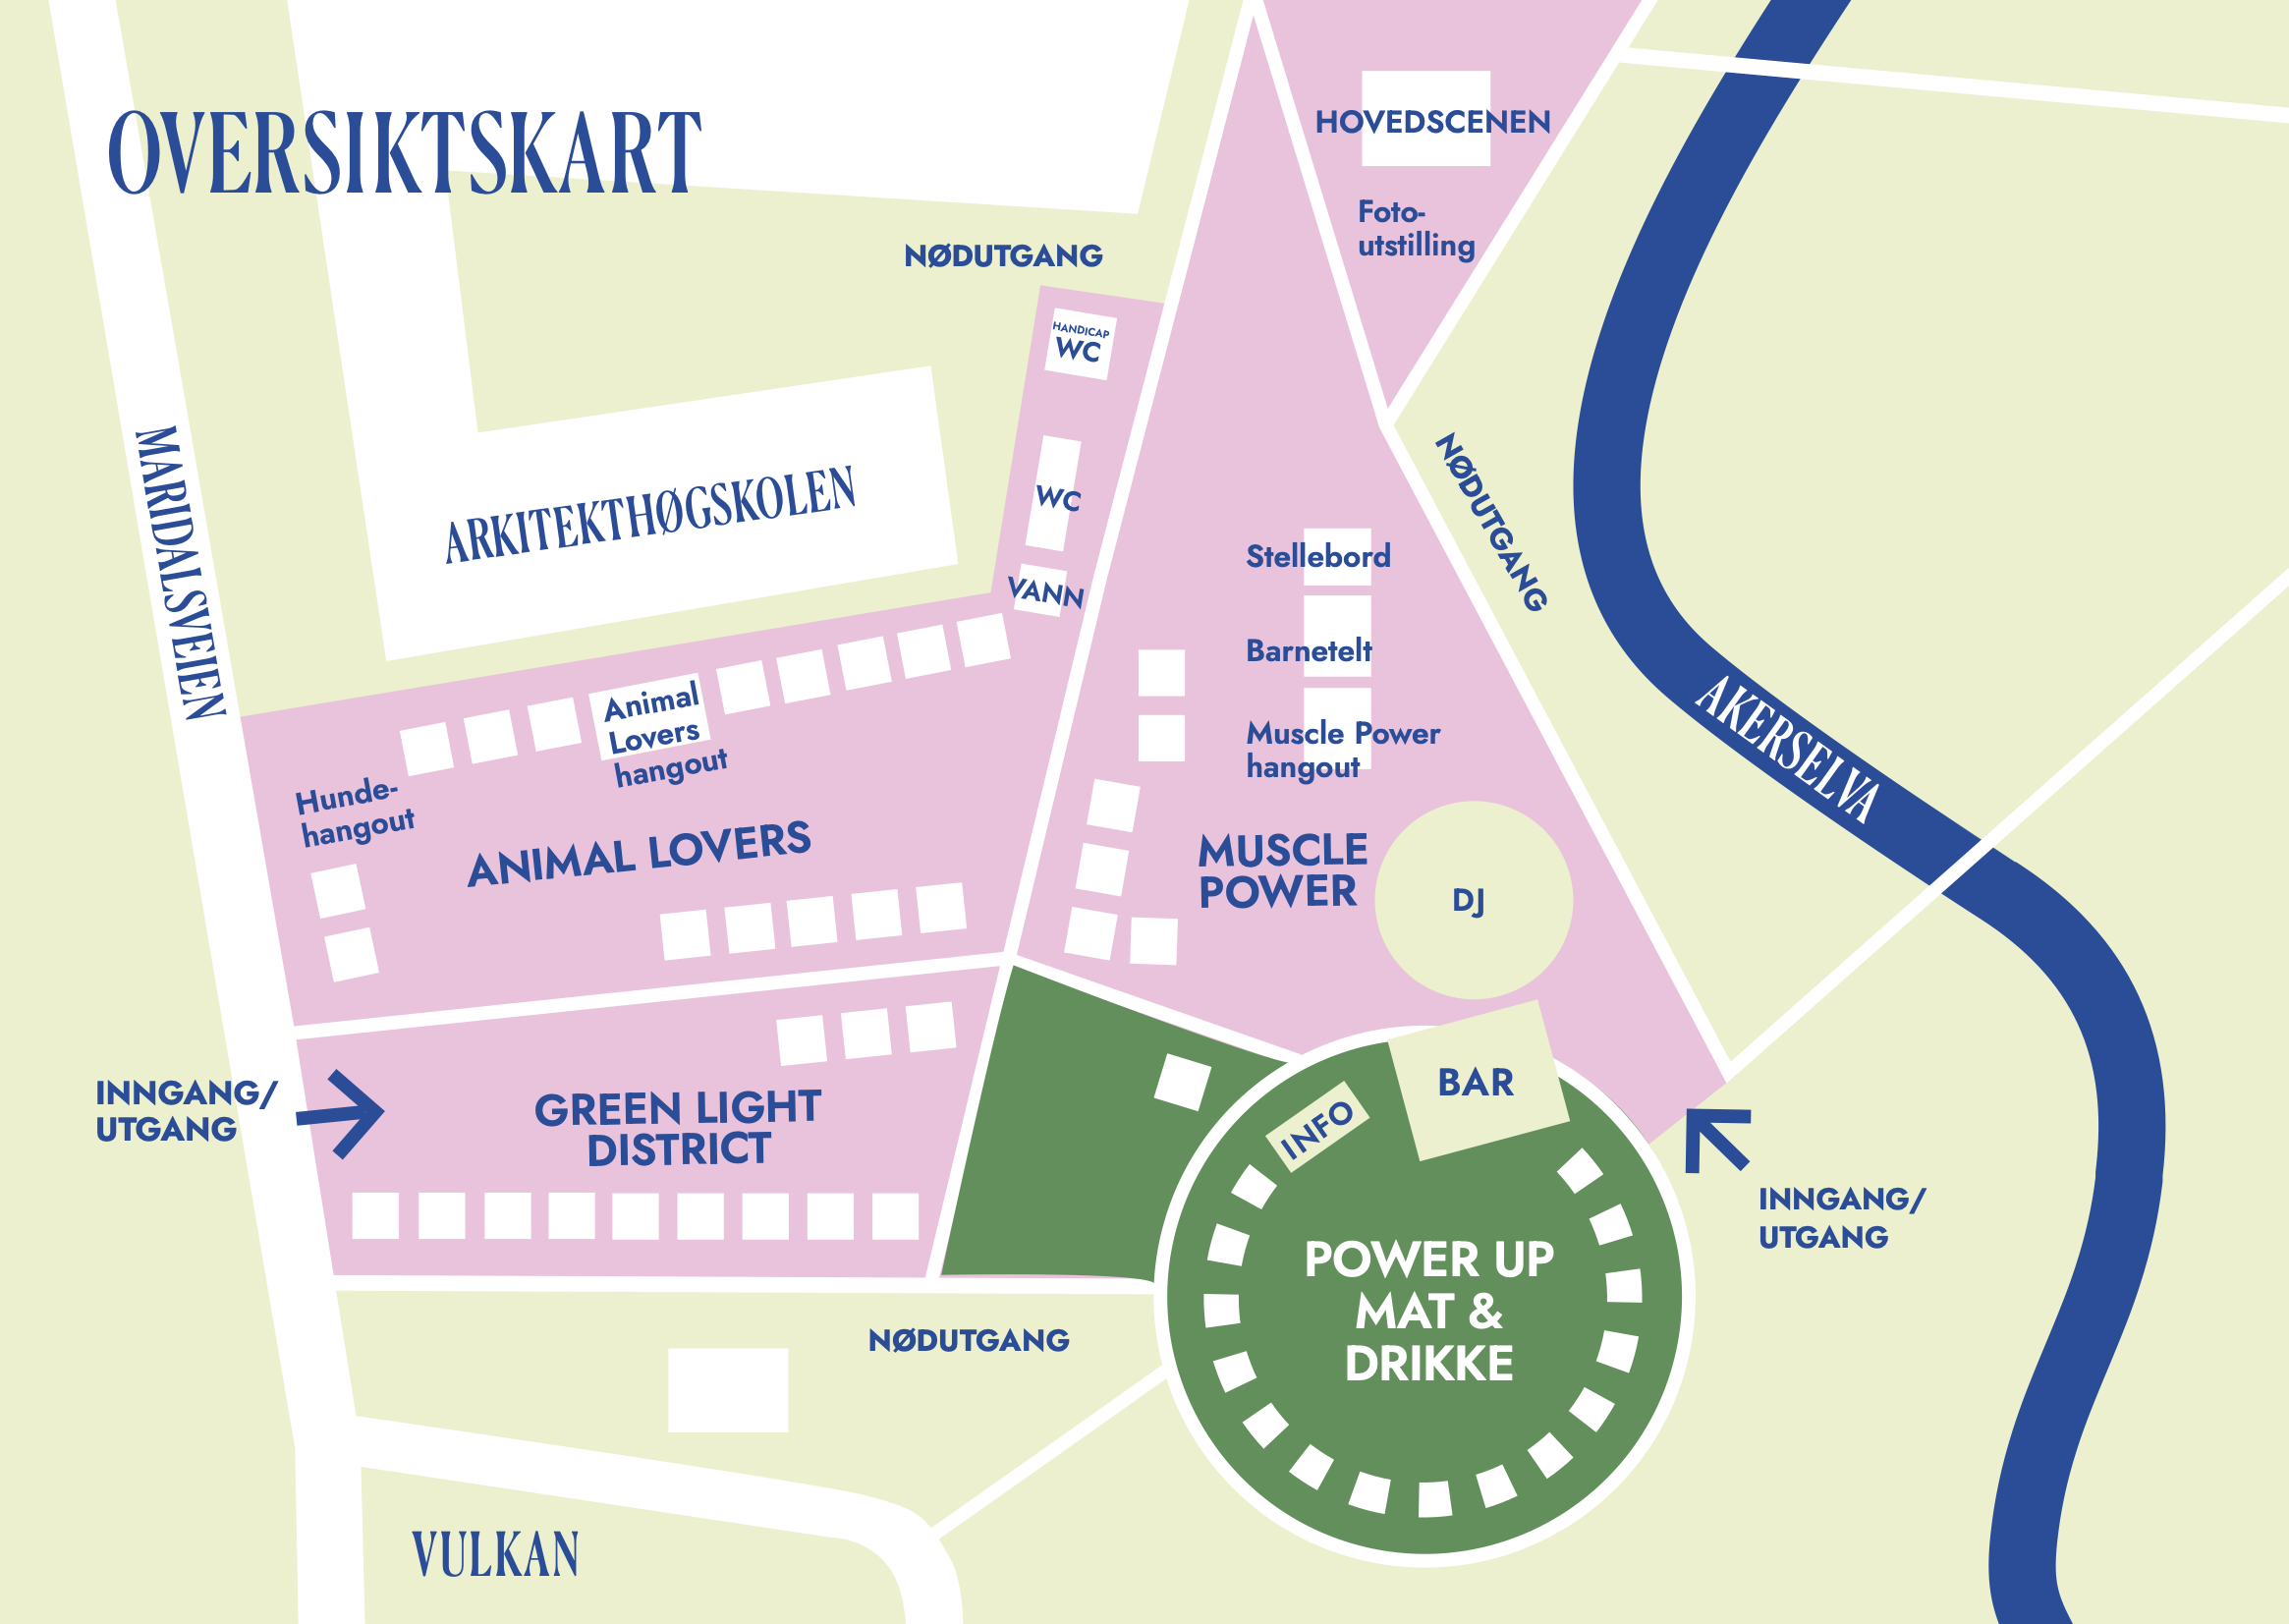 OVERSIKTSKART
HOVEDSCENEN
Foto-
utstilling
NØDUTGANG
HANDICAP
WC
WC
VANN
MARIDALSVEIEN
ARKITEKTHØGSKOLEN
NØDUTGANG
Stellebord
Barnetelt
Muscle Power
hangout
AKERSELVA
Animal
Lovers
hangout
Hunde-
hangout
ANIMAL LOVERS
MUSCLE
POWER
DJ
INNGANG/
UTGANG
GREEN LIGHT
DISTRICT
BAR
INFO
INNGANG/
UTGANG
POWER UP
MAT &
DRIKKE
NØDUTGANG
VULKAN